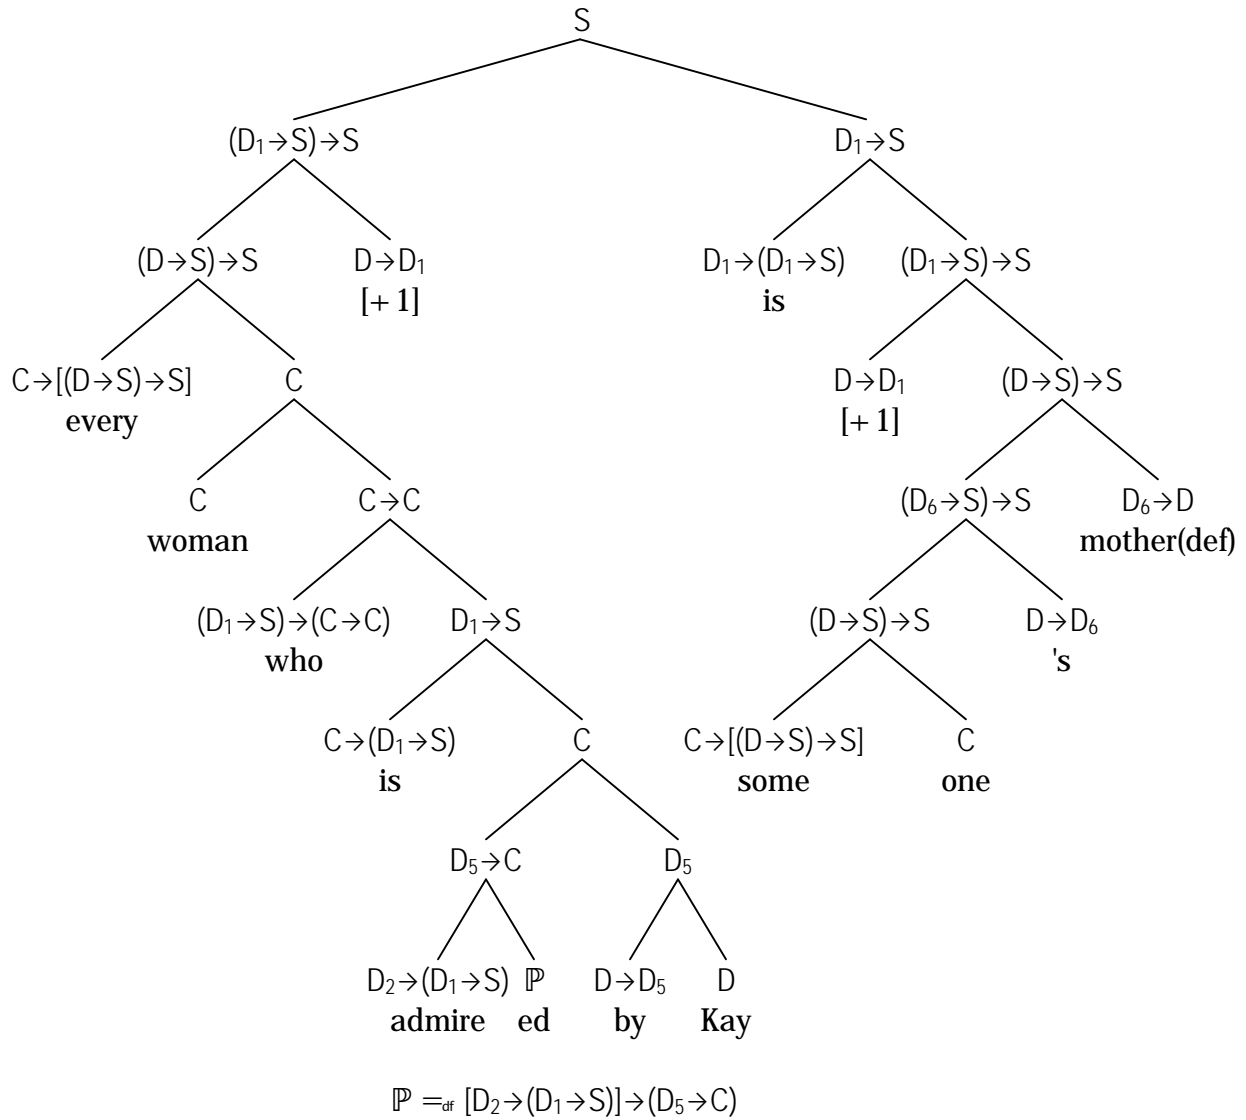 S
(D₁→S)→S D₁→S
(D→S)→S D→D₁ D₁→(D₁→S) (D₁→S)→S
[+1] is
C→[(D→S)→S] C D→D₁ (D→S)→S
every [+1]
C C→C (D₆→S)→S D₆→D
woman mother(def)
(D₁→S)→(C→C) D₁→S (D→S)→S D→D₆
who 's
C→(D₁→S) C C→[(D→S)→S] C
is some one
D₅→C D₅
D₂→(D₁→S) ℙ D→D₅ D
admire ed by Kay
ℙ =df [D₂→(D₁→S)]→(D₅→C)